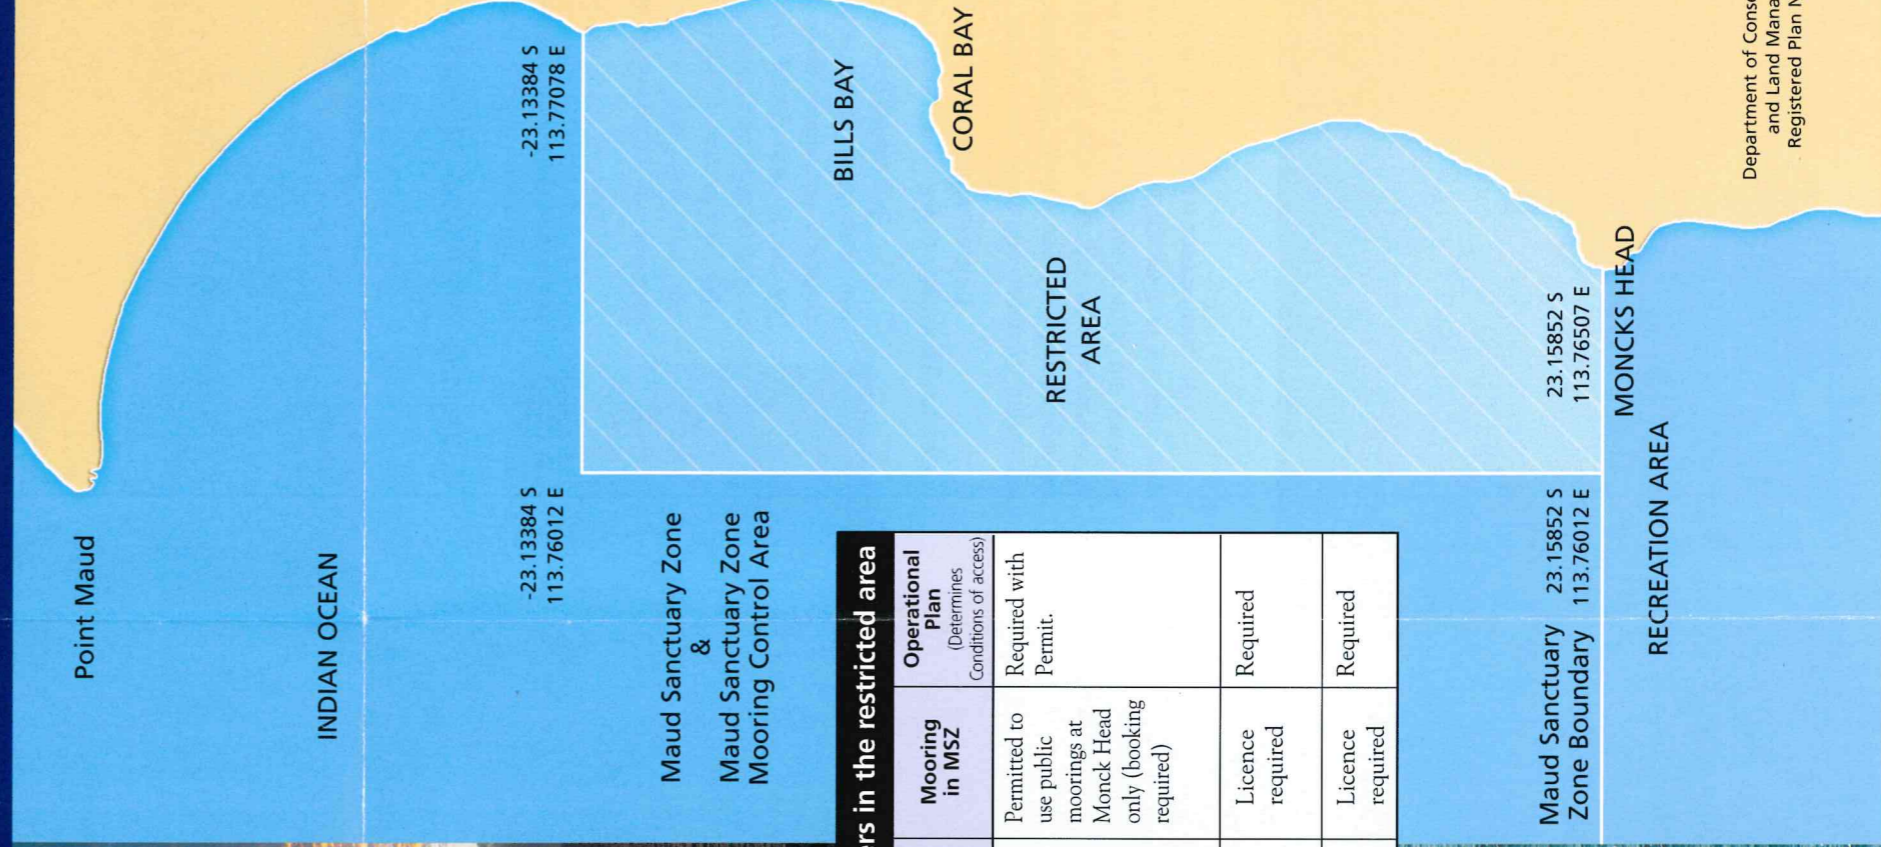 Point Maud
INDIAN OCEAN
-23.13384 S
113.76012 E
-23.13384 S
113.77078 E
Maud Sanctuary Zone
&
Maud Sanctuary Zone
Mooring Control Area
BILLS BAY
CORAL BAY
RESTRICTED
AREA
in the restricted area
Mooring
in MSZ
Operational
Plan
(Determines
Conditions of access)
Permitted to
use public
moorings at
Monck Head
only (booking
required)
Required with
Permit.
Licence
required
Required
Licence
required
Required
Maud Sanctuary
Zone Boundary
23.15852 S
113.76012 E
23.15852 S
113.76507 E
MONCKS HEAD
RECREATION AREA
Department of
and Land
Registered Plan